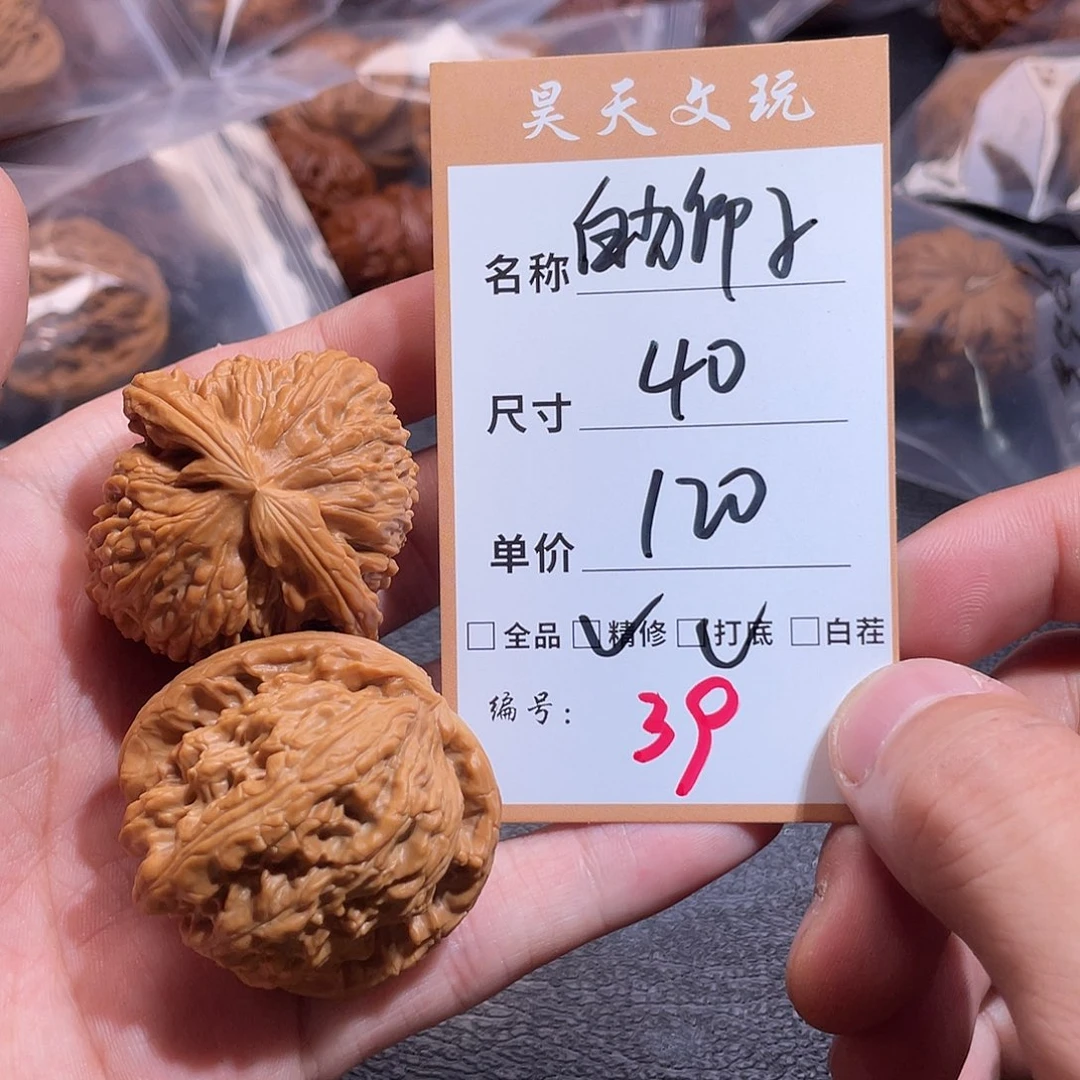 昊天文玩
名称 白狮子
尺寸 40
单价 120
□全品 ☑精修 ☑打底 □白茬
编号: 39